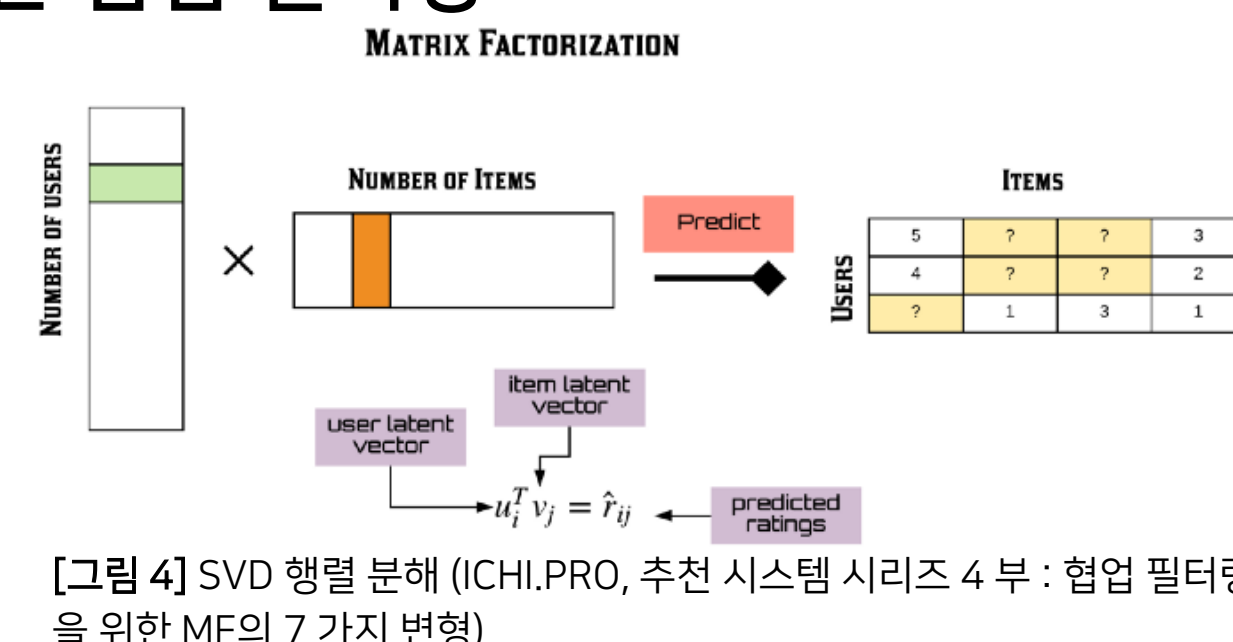 MATRIX FACTORIZATION
NUMBER OF USERS
NUMBER OF ITEMS
×
Predict
ITEMS
USERS
5 ? ? 3
4 ? ? 2
? 1 3 1
item latent
vector
user latent
vector
u_i^T v_j = r̂_ij
predicted
ratings
[그림 4] SVD 행렬 분해 (ICHI.PRO, 추천 시스템 시리즈 4 부 : 협업 필터링
을 위한 MF의 7 가지 변형)